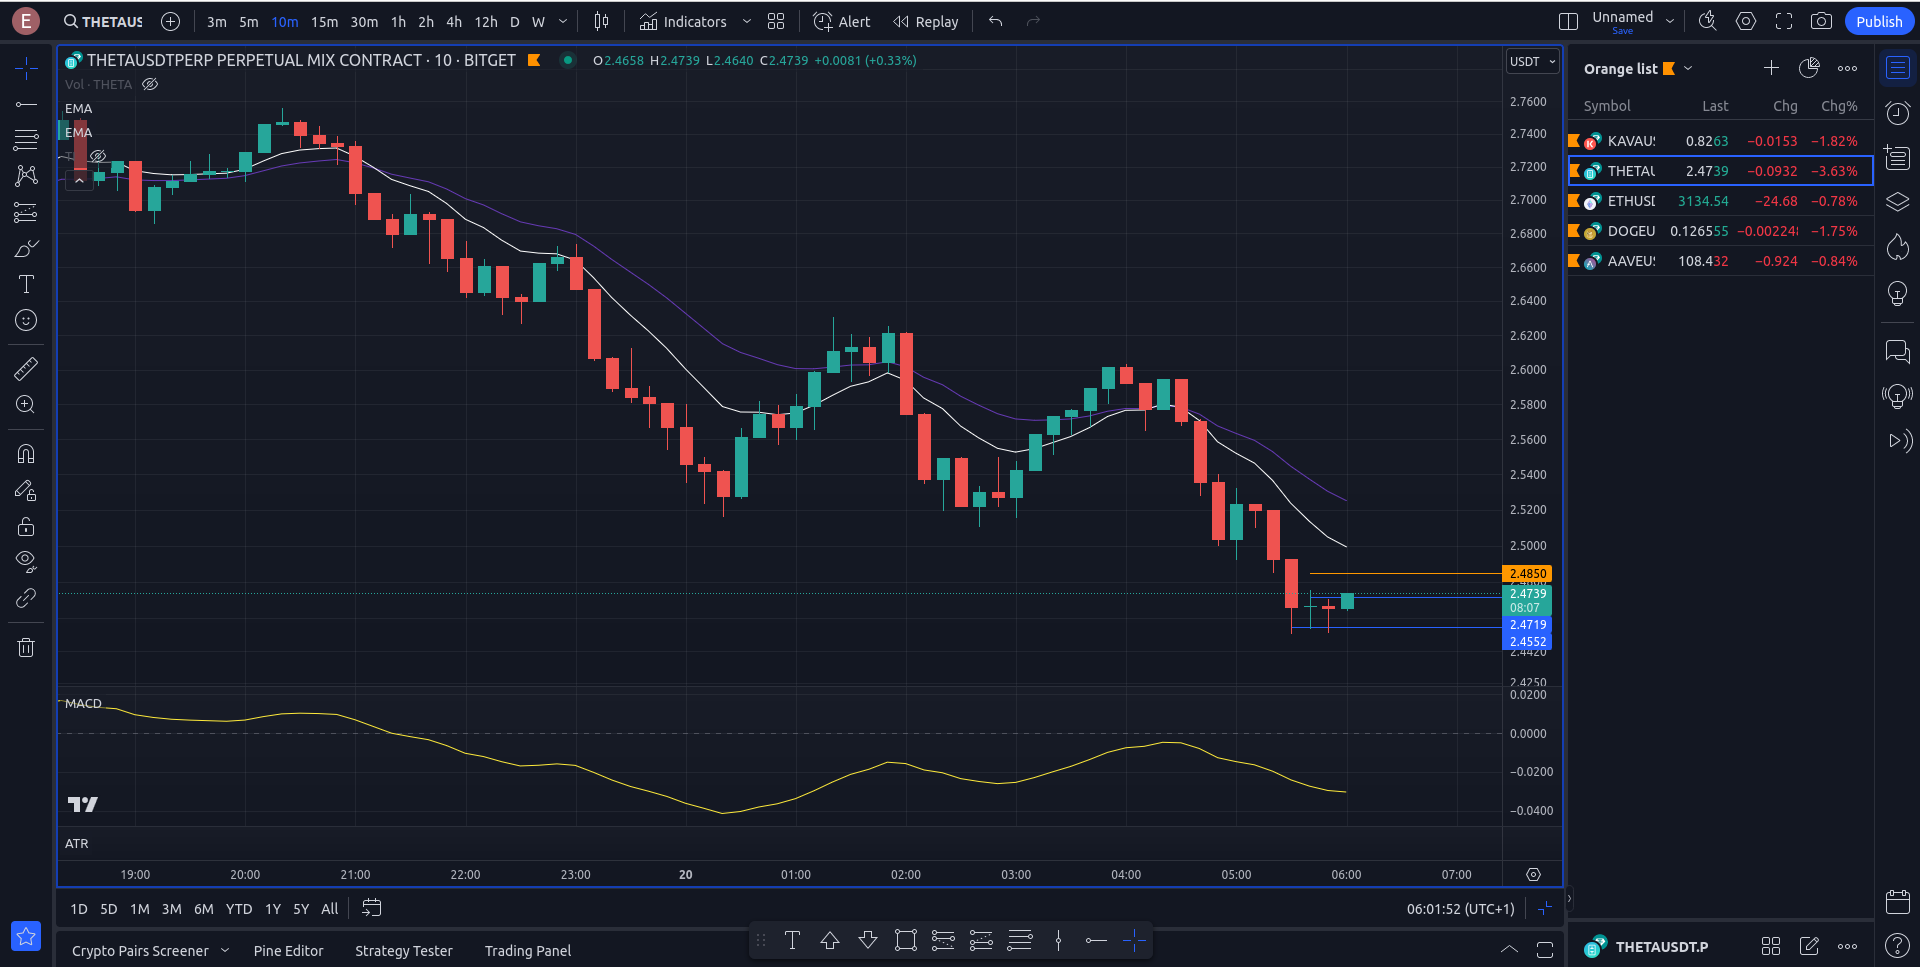 E THETAUS 3m 5m 10m 15m 30m 1h 2h 4h 12h D W Indicators Alert Replay Unnamed Save Publish
THETAUSDTPERP PERPETUAL MIX CONTRACT · 10 · BITGET O2.4658 H2.4739 L2.4640 C2.4739 +0.0081 (+0.33%)
USDT
Vol · THETA
EMA
EMA
2.7600
2.7400
2.7200
2.7000
2.6800
2.6600
2.6400
2.6200
2.6000
2.5800
2.5600
2.5400
2.5200
2.5000
2.4850
2.4739
08:07
2.4719
2.4552
2.4420
2.4250
MACD
0.0200
0.0000
−0.0200
−0.0400
ATR
19:00 20:00 21:00 22:00 23:00 20 01:00 02:00 03:00 04:00 05:00 06:00 07:00
1D 5D 1M 3M 6M YTD 1Y 5Y All
06:01:52 (UTC+1)
Crypto Pairs Screener Pine Editor Strategy Tester Trading Panel
Orange list
Symbol Last Chg Chg%
KAVAUS 0.8263 −0.0153 −1.82%
THETAU 2.4739 −0.0932 −3.63%
ETHUSD 3134.54 −24.68 −0.78%
DOGEU 0.126555 −0.002248 −1.75%
AAVEUS 108.432 −0.924 −0.84%
THETAUSDT.P